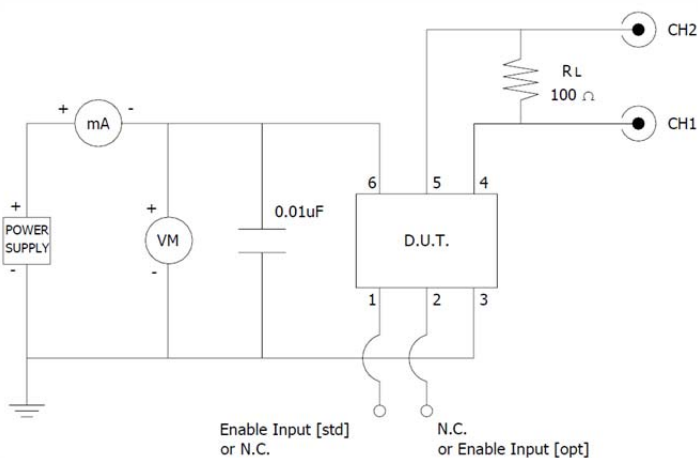 CH2
RL
100 Ω
CH1
+ mA -
6 5 4
+
POWER
SUPPLY
-
+
VM
-
0.01uF
D.U.T.
1 2 3
Enable Input [std]
or N.C.
N.C.
or Enable Input [opt]